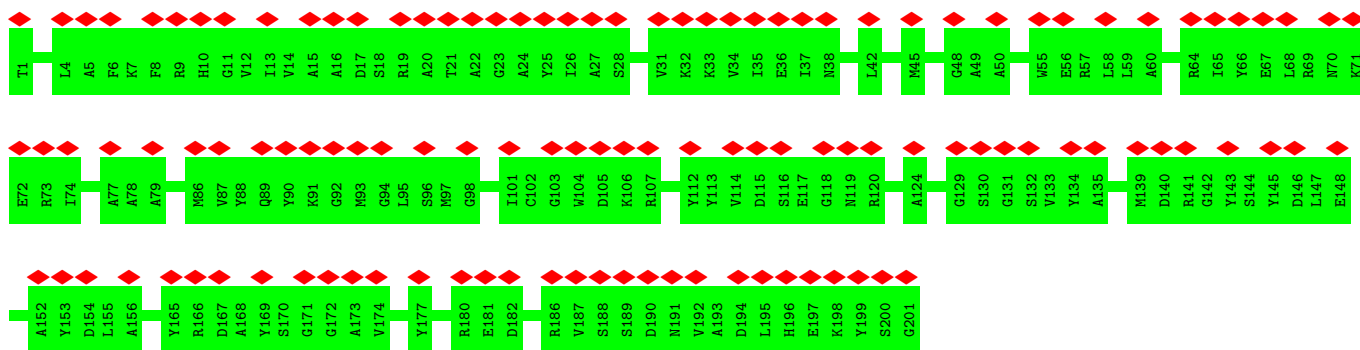 T1 L4 A5 F6 K7 F8 R9 H10 G11 V12 I13 V14 A15 A16 D17 S18 R19 A20 T21 A22 G23 A24 Y25 I26 A27 S28 V31 K32 K33 V34 I35 E36 I37 N38 L42 M45 G48 A49 A50 W55 E56 R57 L58 L59 A60 R64 I65 Y66 E67 L68 R69 N70 K71
E72 R73 I74 A77 A78 A79 M86 V87 Y88 Q89 Y90 K91 G92 M93 G94 L95 S96 M97 G98 I101 C102 G103 W104 D105 K106 R107 Y112 Y113 V114 D115 S116 E117 G118 N119 R120 A124 G129 S130 G131 S132 V133 Y134 A135 M139 D140 R141 G142 Y143 S144 Y145 D146 L147 E148
A152 Y153 D154 L155 A156 Y165 R166 D167 A168 Y169 S170 G171 G172 A173 V174 Y177 R180 E181 D182 R186 V187 S188 S189 D190 N191 V192 A193 D194 L195 H196 E197 K198 Y199 S200 G201